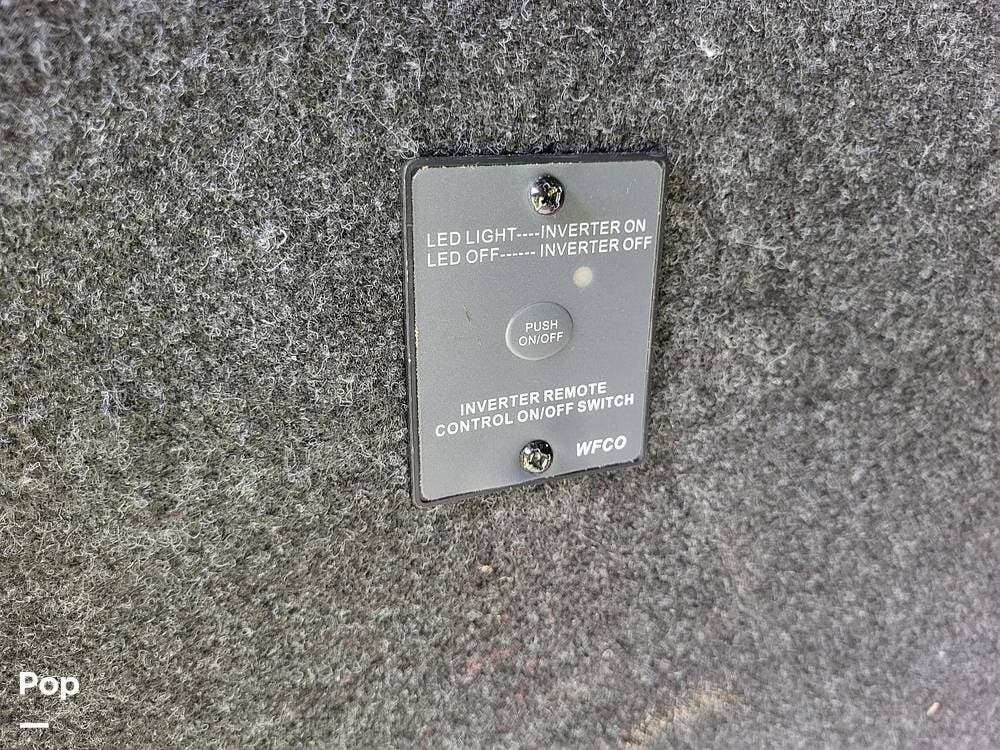 LED LIGHT----INVERTER ON
LED OFF------ INVERTER OFF
PUSH
ON/OFF
INVERTER REMOTE
CONTROL ON/OFF SWITCH
WFCO
Pop